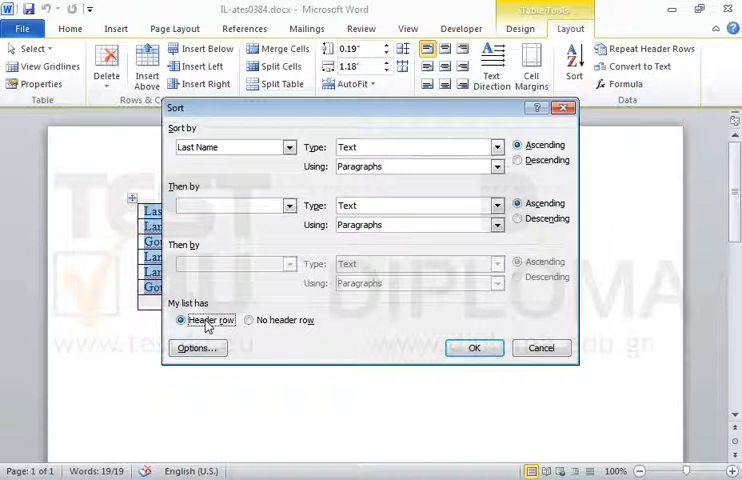 IL-ates0384.docx - Microsoft Word
Table Tools
File Home Insert Page Layout References Mailings Review View Developer Design Layout
Select
View Gridlines
Properties
Table
Delete
Insert Above
Insert Below
Insert Left
Insert Right
Rows & C
Merge Cells
Split Cells
Split Table
0.19"
1.18"
AutoFit
Text Direction
Cell Margins
Sort
Repeat Header Rows
Convert to Text
Formula
Data
Sort
Sort by
Last Name
Type: Text
Using: Paragraphs
Ascending
Descending
Then by
Type: Text
Using: Paragraphs
Ascending
Descending
Then by
Type: Text
Using: Paragraphs
Ascending
Descending
My list has
Header row No header row
Options... OK Cancel
TEST
4U DIPLOMA
Page: 1 of 1 Words: 19/19 English (U.S.) 100%